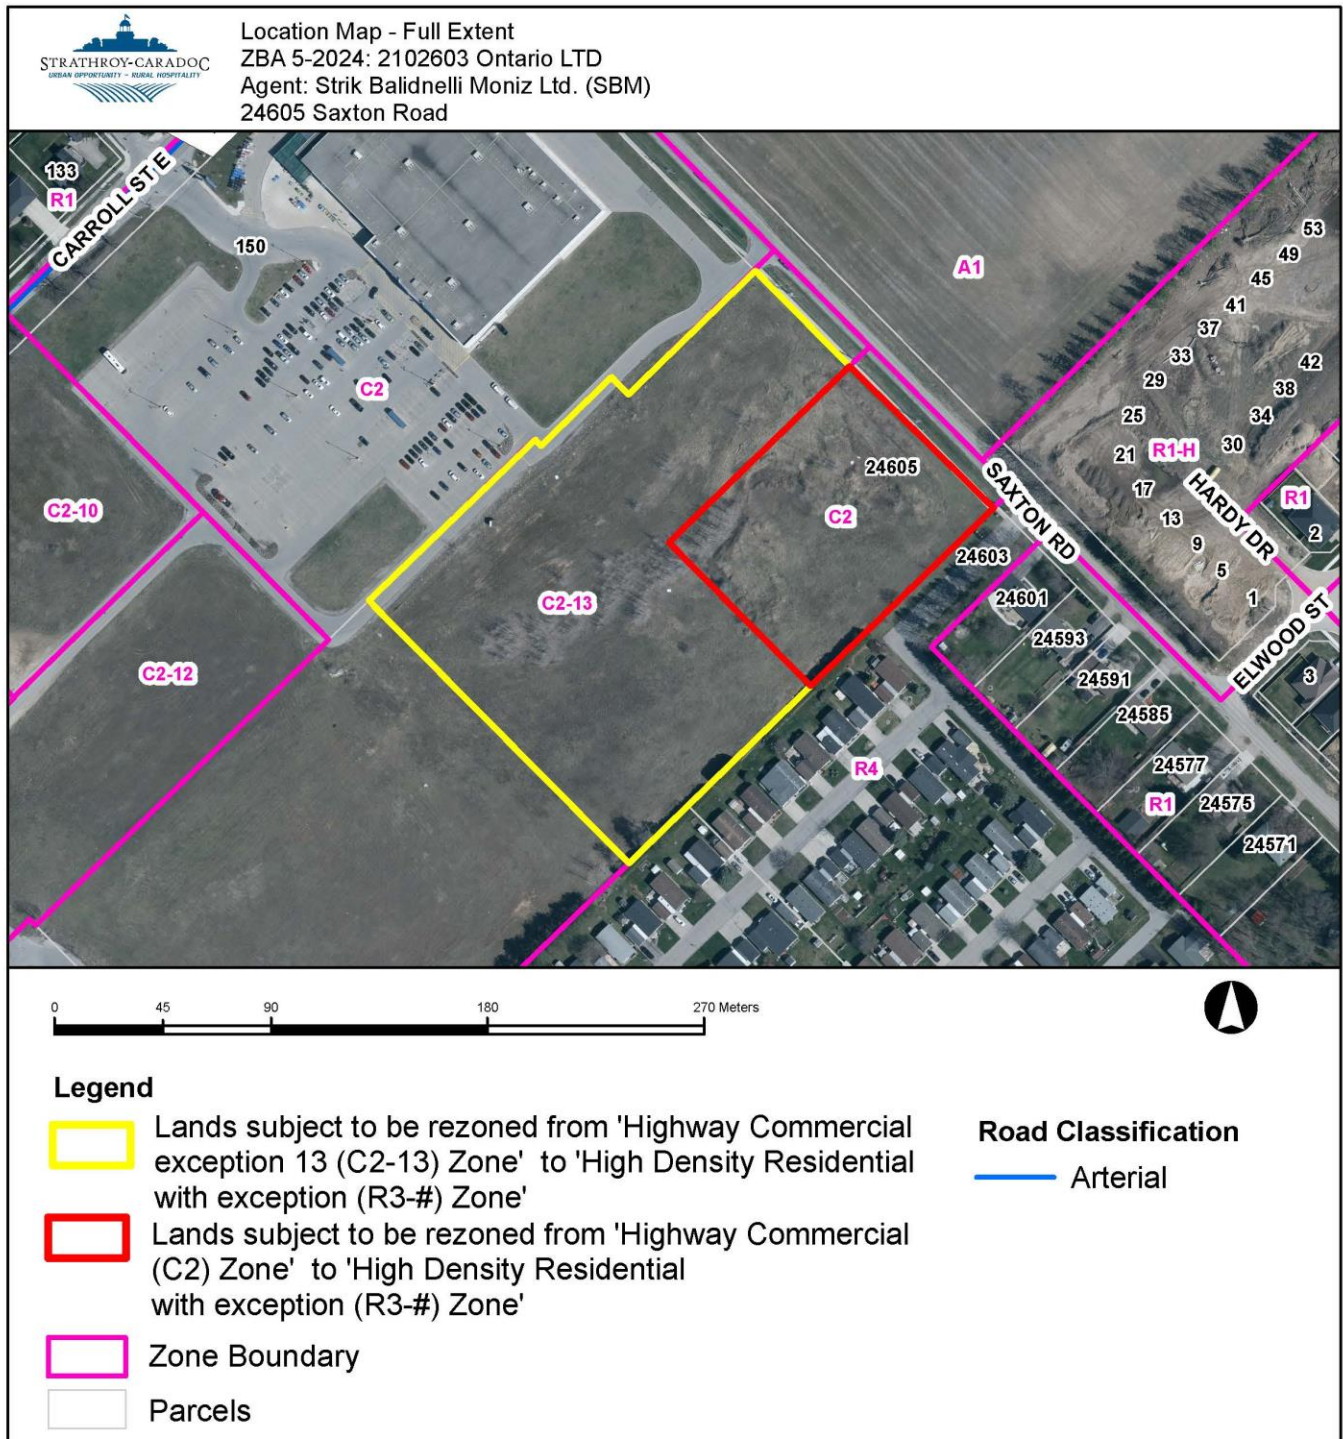 STRATHROY-CARADOC
URBAN OPPORTUNITY ~ RURAL HOSPITALITY
Location Map - Full Extent
ZBA 5-2024: 2102603 Ontario LTD
Agent: Strik Balidnelli Moniz Ltd. (SBM)
24605 Saxton Road
133
R1
CARROLL ST E
150
C2
A1
53
49
45
41
37
33
29
25
21
17
13
9
5
1
42
38
34
30
R1-H
HARDY DR
R1
2
C2-10
24605
C2
SAXTON RD
24603
24601
24593
24591
24585
24577
24575
24571
R1
ELWOOD ST
3
C2-13
C2-12
R4
0 45 90 180 270 Meters
Legend
Lands subject to be rezoned from 'Highway Commercial
exception 13 (C2-13) Zone' to 'High Density Residential
with exception (R3-#) Zone'
Lands subject to be rezoned from 'Highway Commercial
(C2) Zone' to 'High Density Residential
with exception (R3-#) Zone'
Zone Boundary
Parcels
Road Classification
Arterial